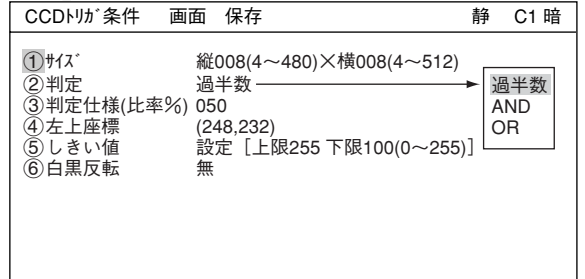 CCDﾄﾘｶﾞ条件 画面 保存 静 C1 暗
①ｻｲｽﾞ 縦008(4～480)×横008(4～512)
②判定 過半数
③判定仕様(比率%) 050
④左上座標 (248,232)
⑤しきい値 設定［上限255 下限100(0～255)］
⑥白黒反転 無
過半数
AND
OR